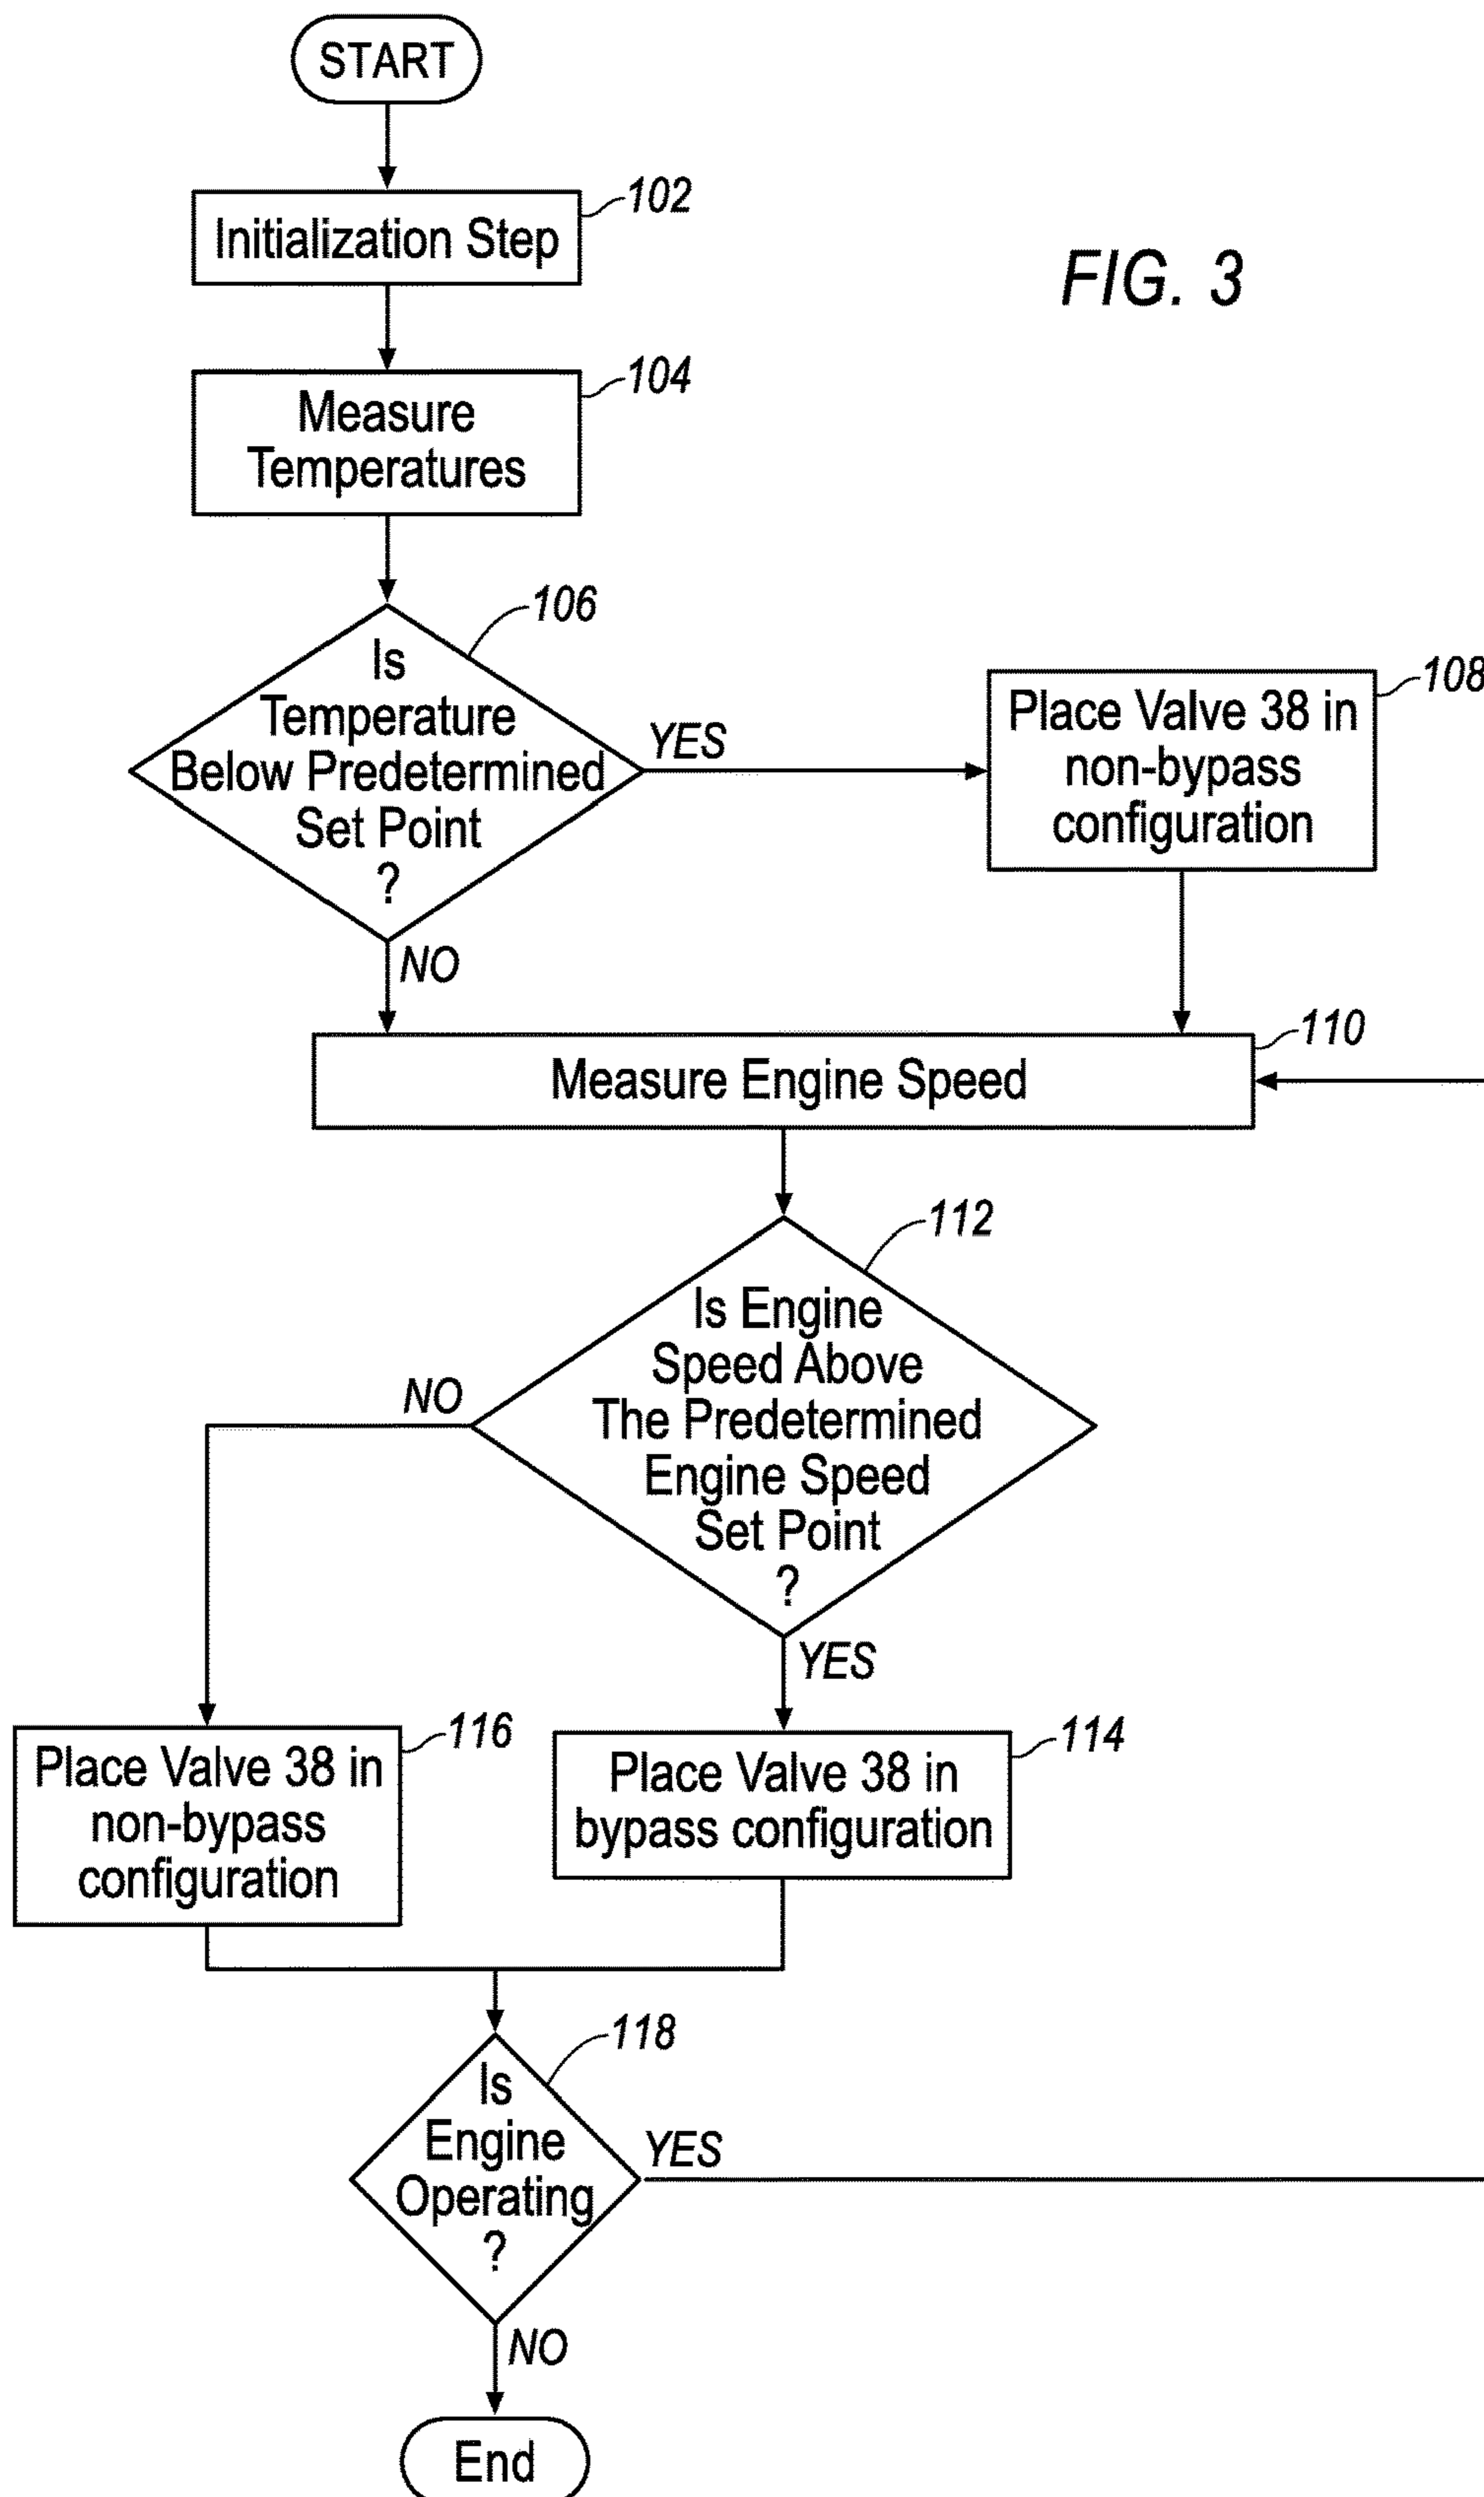 START
102
Initialization Step
FIG. 3
104
Measure
Temperatures
106
Is
Temperature
Below Predetermined
Set Point
?
YES
108
Place Valve 38 in
non-bypass
configuration
NO
110
Measure Engine Speed
112
Is Engine
Speed Above
The Predetermined
Engine Speed
Set Point
?
NO
YES
116
Place Valve 38 in
non-bypass
configuration
114
Place Valve 38 in
bypass configuration
118
Is
Engine
Operating
?
YES
NO
End